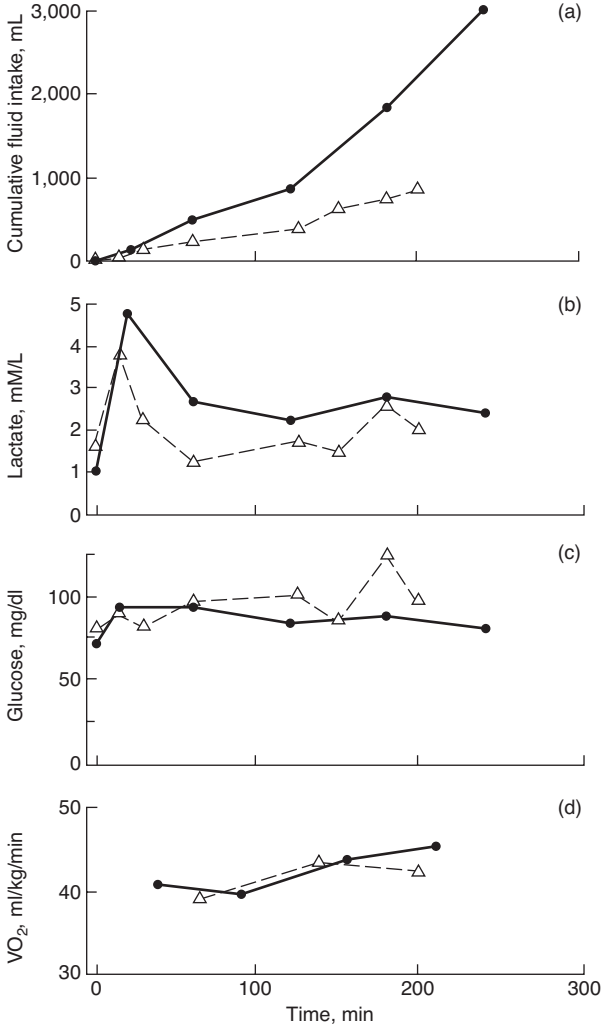 (a)
Cumulative fluid intake, mL
3,000
2,000
1,000
0
(b)
Lactate, mM/L
5
4
3
2
1
0
(c)
Glucose, mg/dl
100
50
0
(d)
VO₂, ml/kg/min
50
40
30
0 100 200 300
Time, min